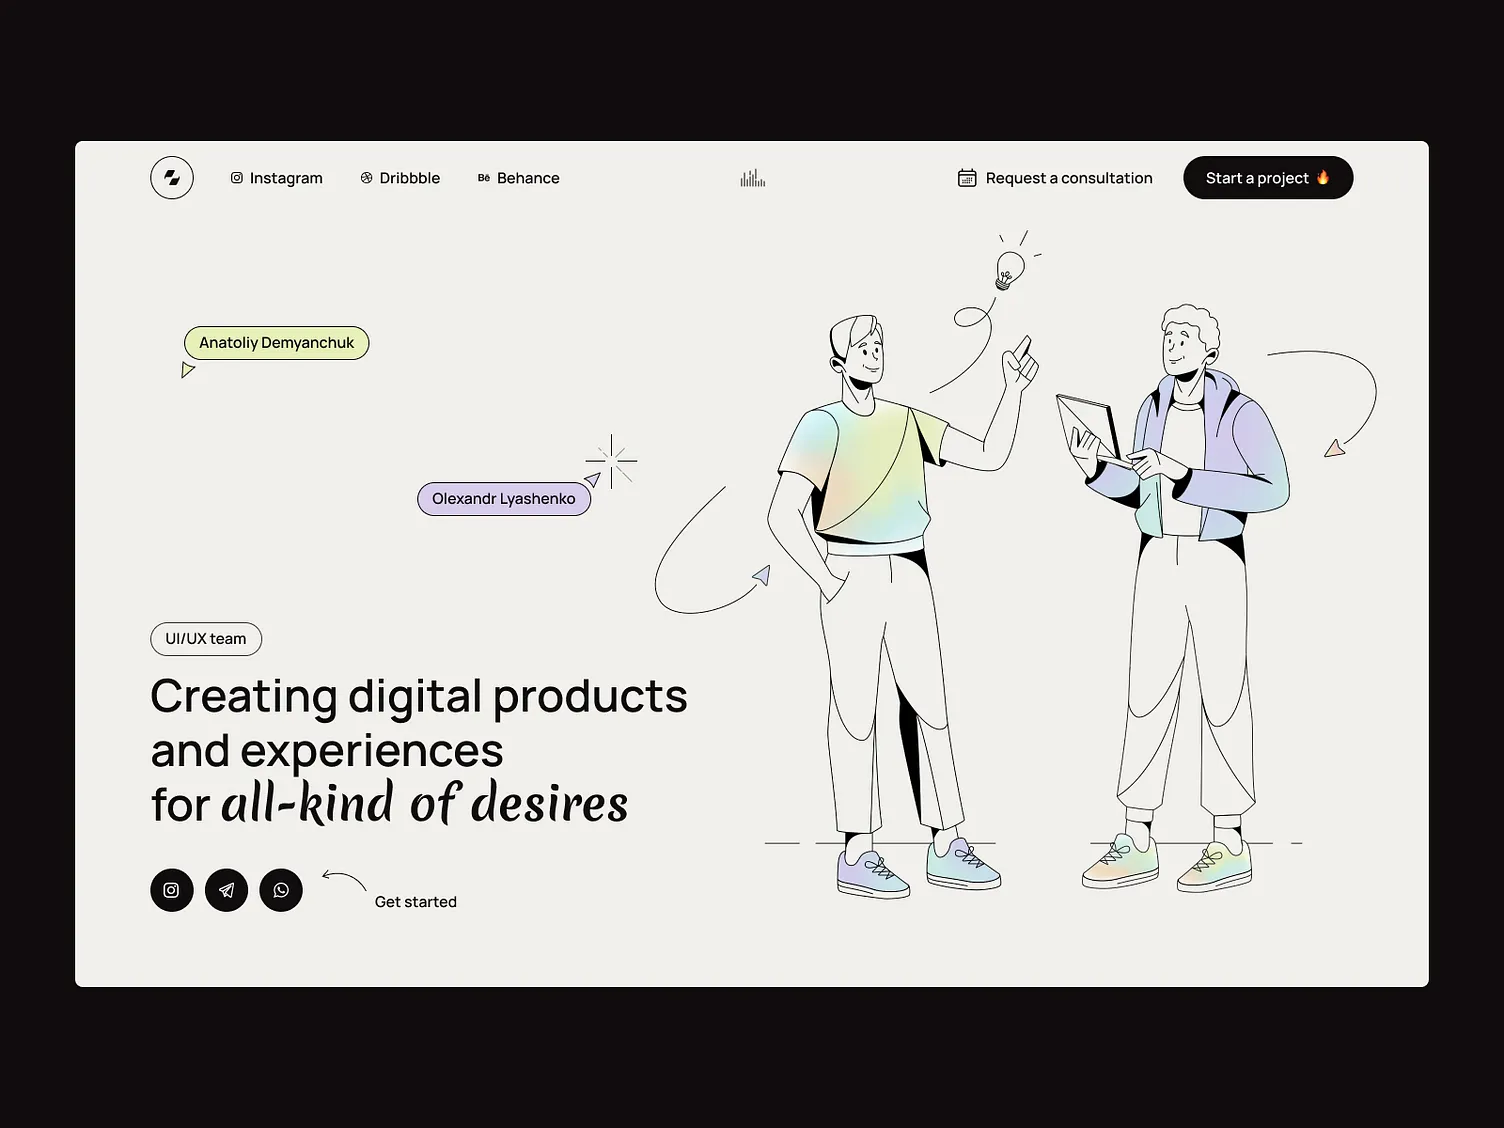 Instagram
Dribbble
Bē Behance
Request a consultation
Start a project 🔥
Anatoliy Demyanchuk
Olexandr Lyashenko
UI/UX team
Creating digital products
and experiences
for all-kind of desires
Get started